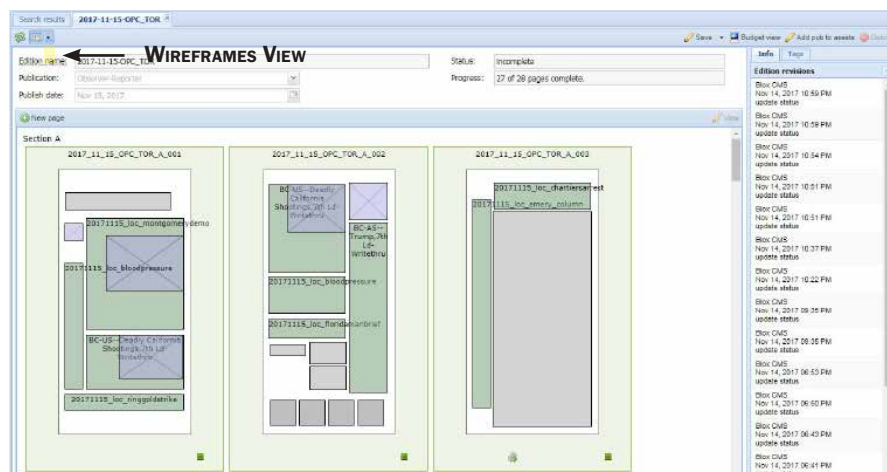 Search results 2017-11-15-OPC_TOR
Save Budget view Add pub to assets
WIREFRAMES VIEW
Edition name: 2017-11-15-OPC_TOR
Status: Incomplete
Publication: Observer-Reporter
Progress: 27 of 28 pages complete.
Publish date: Nov 15, 2017
New page
View
Section A
2017_11_15_OPC_TOR_A_001
20171115_loc_montgomerydemo
20171115_loc_bloodpressure
BC-US--Deadly California
Shootings,7th Ld-
Writethru
20171115_loc_ringgoldstrike
2017_11_15_OPC_TOR_A_002
BC-US--Deadly
California
Shootings,7th Ld-
Writethru
BC-AS--
Trump,7th
Ld-
Writethru
20171115_loc_bloodpressure
20171115_loc_floridamanbrief
2017_11_15_OPC_TOR_A_003
20171115_loc_chartiersarrest
20171115_loc_emery_column
Info Tags
Edition revisions
Blox CMS
Nov 14, 2017 10:59 PM
update status
Blox CMS
Nov 14, 2017 10:59 PM
update status
Blox CMS
Nov 14, 2017 10:54 PM
update status
Blox CMS
Nov 14, 2017 10:51 PM
update status
Blox CMS
Nov 14, 2017 10:51 PM
update status
Blox CMS
Nov 14, 2017 10:37 PM
update status
Blox CMS
Nov 14, 2017 10:22 PM
update status
Blox CMS
Nov 14, 2017 09:35 PM
update status
Blox CMS
Nov 14, 2017 09:35 PM
update status
Blox CMS
Nov 14, 2017 06:53 PM
update status
Blox CMS
Nov 14, 2017 06:50 PM
update status
Blox CMS
Nov 14, 2017 06:43 PM
update status
Blox CMS
Nov 14, 2017 06:41 PM